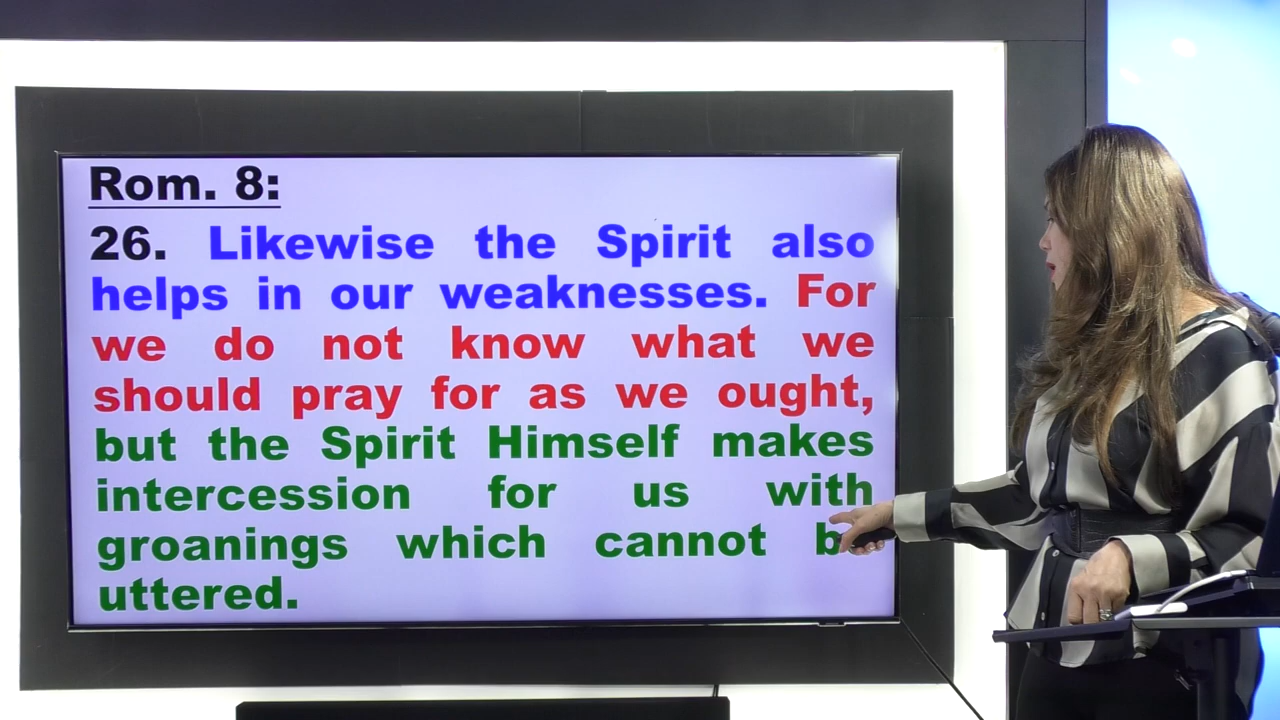 Rom. 8:
26. Likewise the Spirit also
helps in our weaknesses. For
we do not know what we
should pray for as we ought,
but the Spirit Himself makes
intercession for us with
groanings which cannot be
uttered.